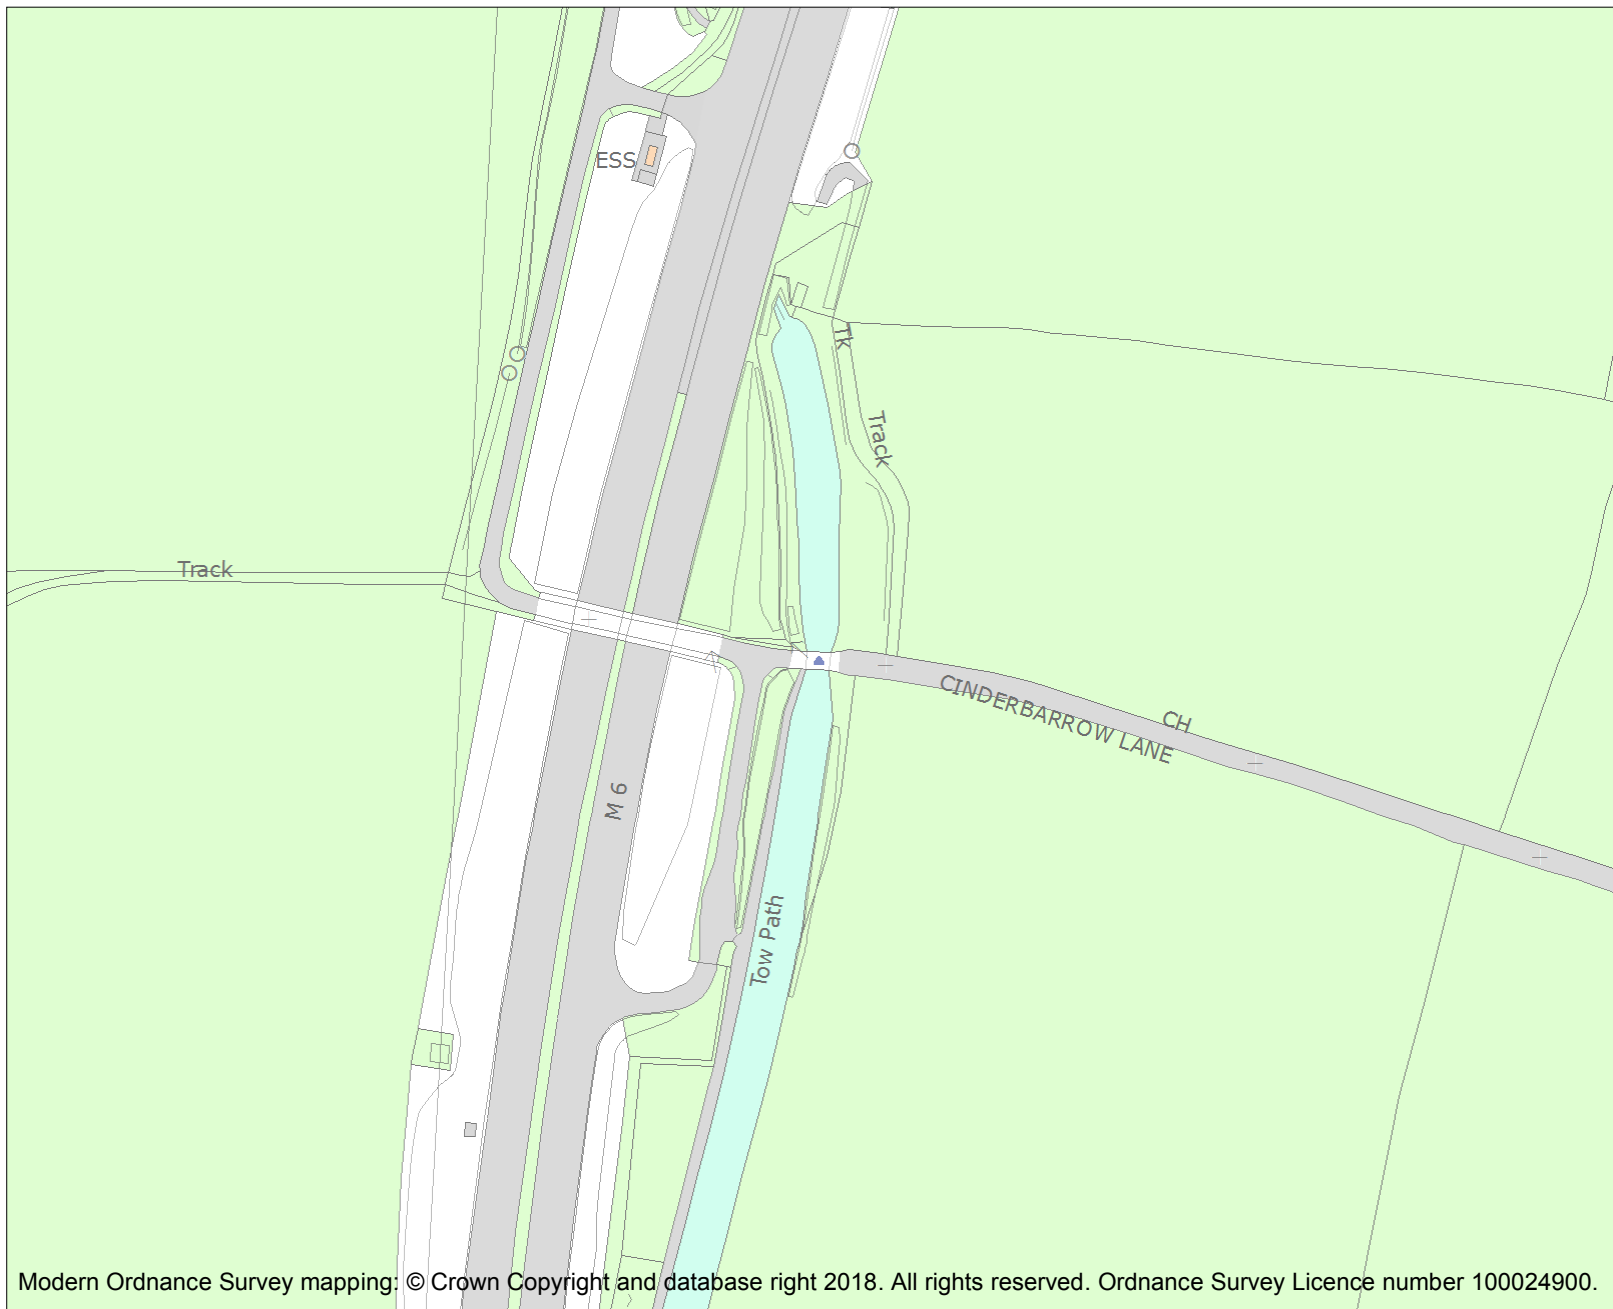 ESS
Tk
Track
Track
CINDERBARROW LANE
CH
M 6
Tow Path
Modern Ordnance Survey mapping: © Crown Copyright and database right 2018. All rights reserved. Ordnance Survey Licence number 100024900.